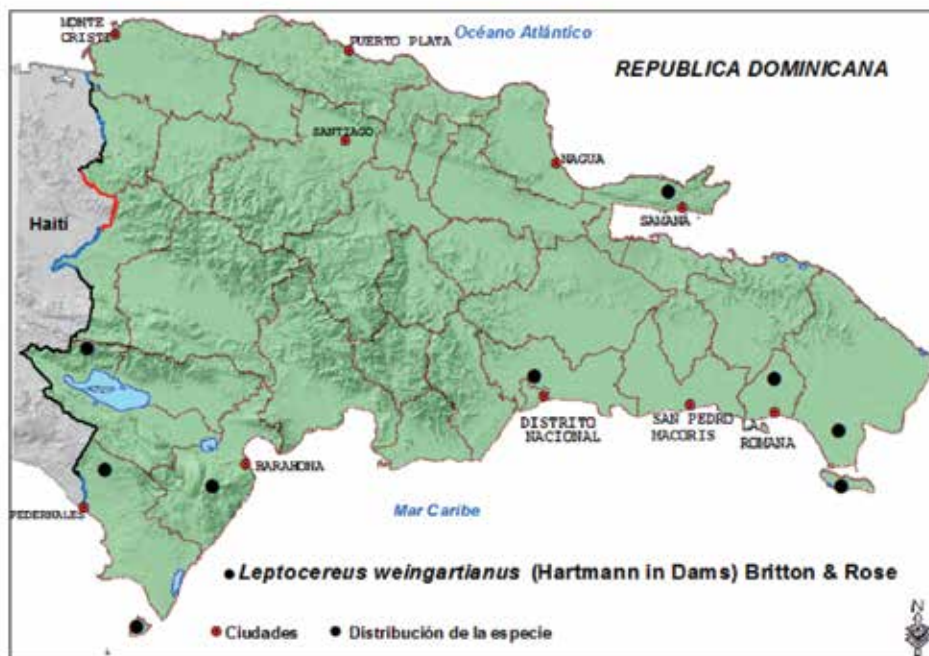 MONTE
CRISTI
Océano Atlántico
PUERTO PLATA
REPUBLICA DOMINICANA
SANTIAGO
NAGUA
SAMANA
Haití
DISTRITO
NACIONAL
SAN PEDRO
MACORIS
LA
ROMANA
BARAHONA
PEDERNALES
Mar Caribe
Leptocereus weingartianus (Hartmann in Dams) Britton & Rose
Ciudades
Distribución de la especie
N